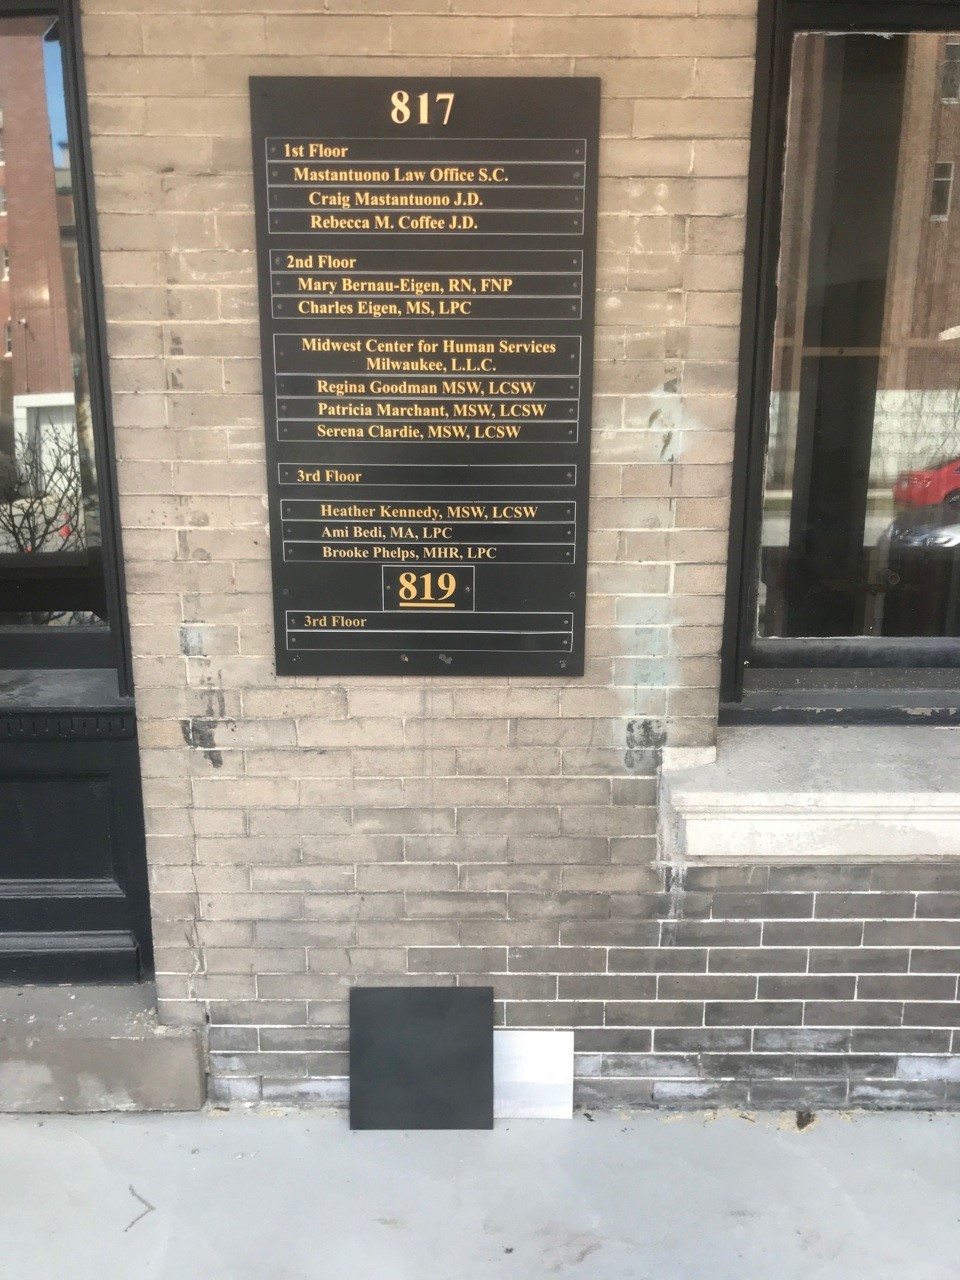 817
1st Floor
Mastantuono Law Office S.C.
Craig Mastantuono J.D.
Rebecca M. Coffee J.D.
2nd Floor
Mary Bernau-Eigen, RN, FNP
Charles Eigen, MS, LPC
Midwest Center for Human Services
Milwaukee, L.L.C.
Regina Goodman MSW, LCSW
Patricia Marchant, MSW, LCSW
Serena Clardie, MSW, LCSW
3rd Floor
Heather Kennedy, MSW, LCSW
Ami Bedi, MA, LPC
Brooke Phelps, MHR, LPC
819
3rd Floor